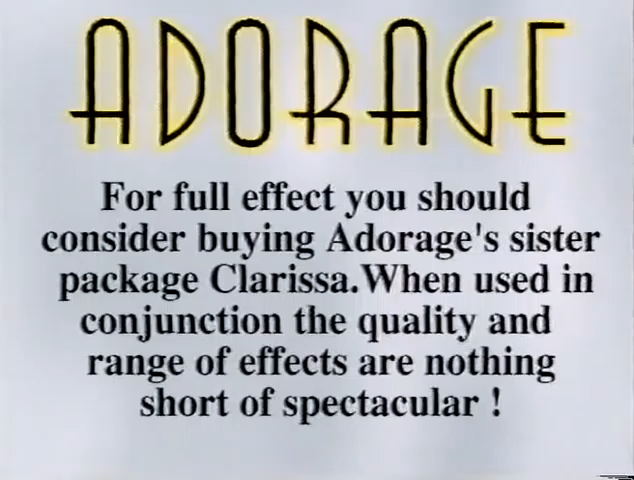 ADORAGE
For full effect you should
consider buying Adorage's sister
package Clarissa.When used in
conjunction the quality and
range of effects are nothing
short of spectacular !